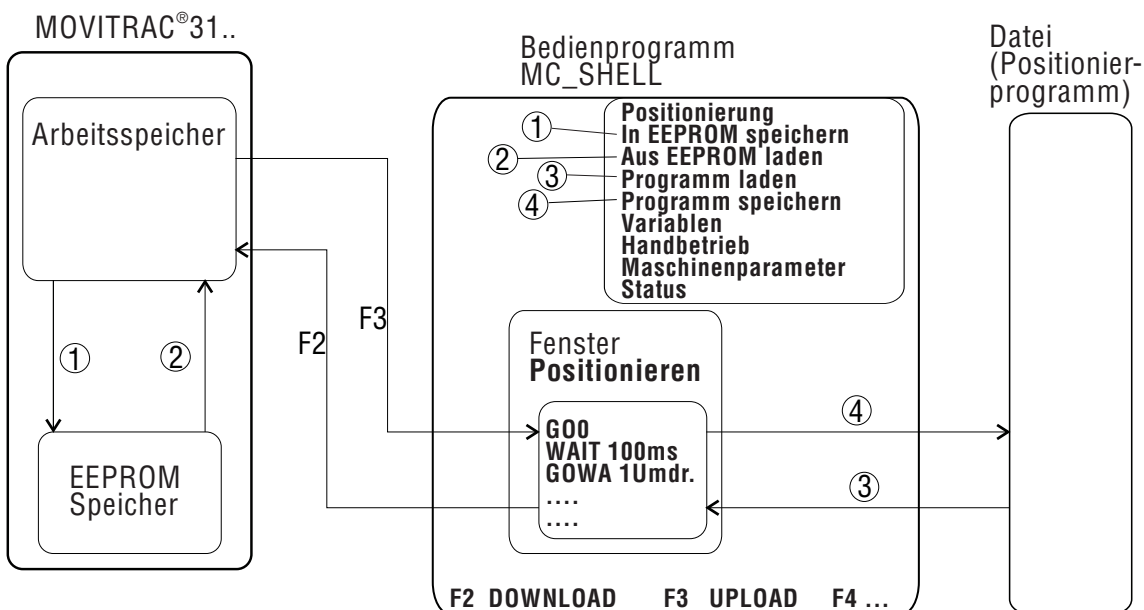 MOVITRAC®31..
Arbeitsspeicher
①
②
EEPROM
Speicher
F2
F3
Bedienprogramm
MC_SHELL
Positionierung
① In EEPROM speichern
② Aus EEPROM laden
③ Programm laden
④ Programm speichern
Variablen
Handbetrieb
Maschinenparameter
Status
Fenster
Positionieren
GO0
WAIT 100ms
GOWA 1Umdr.
....
....
④
③
F2 DOWNLOAD F3 UPLOAD F4 ...
Datei
(Positionier-
programm)